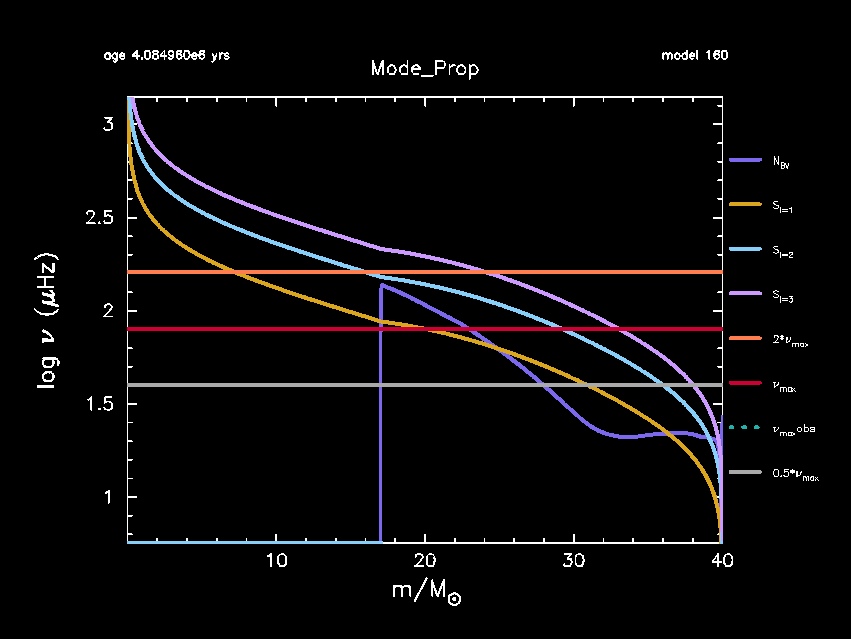 age 4.084960e6 yrs
model 160
Mode_Prop
log ν (μHz)
3
2.5
2
1.5
1
10
20
30
40
m/M⊙
N_BV
S_l=1
S_l=2
S_l=3
2*ν_max
ν_max
ν_max obs
0.5*ν_max